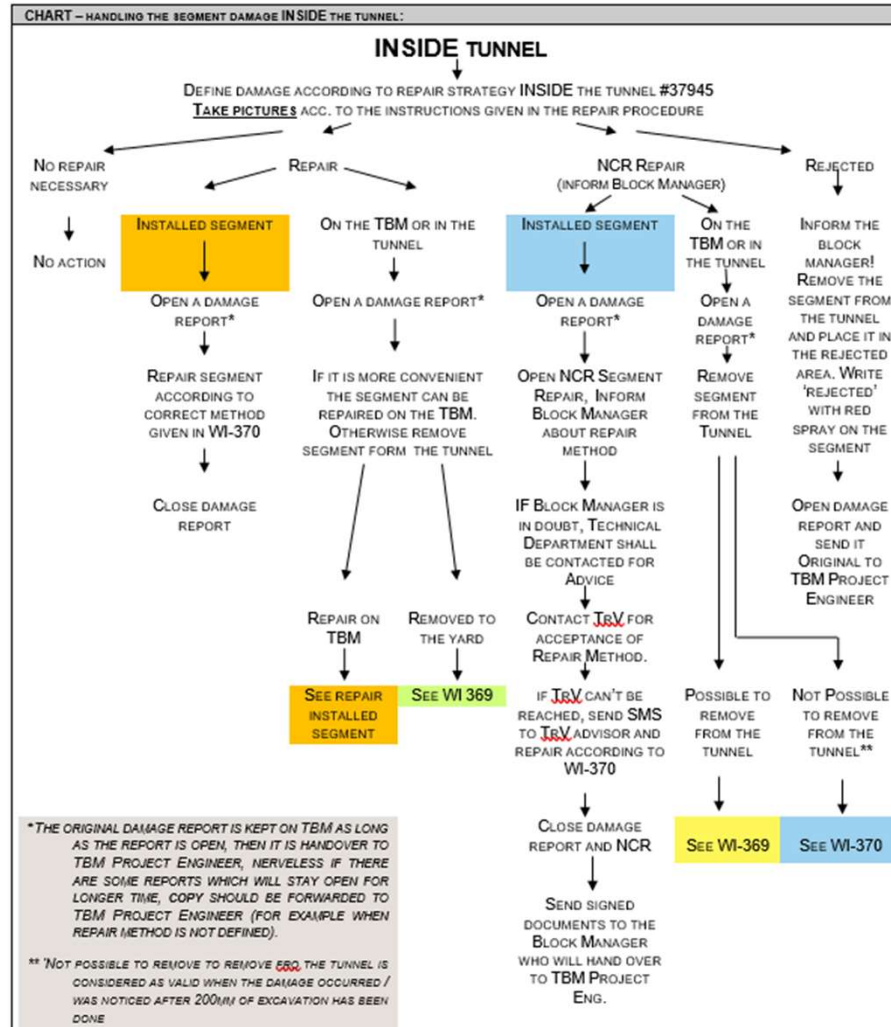 CHART – HANDLING THE SEGMENT DAMAGE INSIDE THE TUNNEL:
INSIDE TUNNEL
DEFINE DAMAGE ACCORDING TO REPAIR STRATEGY INSIDE THE TUNNEL #37945
TAKE PICTURES ACC. TO THE INSTRUCTIONS GIVEN IN THE REPAIR PROCEDURE
NO REPAIR
NECESSARY
NO ACTION
REPAIR
INSTALLED SEGMENT
OPEN A DAMAGE
REPORT*
REPAIR SEGMENT
ACCORDING TO
CORRECT METHOD
GIVEN IN WI-370
CLOSE DAMAGE
REPORT
ON THE TBM OR IN THE
TUNNEL
OPEN A DAMAGE REPORT*
IF IT IS MORE CONVENIENT
THE SEGMENT CAN BE
REPAIRED ON THE TBM.
OTHERWISE REMOVE
SEGMENT FORM THE TUNNEL
REPAIR ON
TBM
SEE REPAIR
INSTALLED
SEGMENT
REMOVED TO
THE YARD
SEE WI 369
NCR REPAIR
(INFORM BLOCK MANAGER)
INSTALLED SEGMENT
OPEN A DAMAGE
REPORT*
OPEN NCR SEGMENT
REPAIR, INFORM
BLOCK MANAGER
ABOUT REPAIR
METHOD
IF BLOCK MANAGER IS
IN DOUBT, TECHNICAL
DEPARTMENT SHALL
BE CONTACTED FOR
ADVICE
CONTACT TRV FOR
ACCEPTANCE OF
REPAIR METHOD.
IF TRV CAN'T BE
REACHED, SEND SMS
TO TRV ADVISOR AND
REPAIR ACCORDING TO
WI-370
CLOSE DAMAGE
REPORT AND NCR
SEND SIGNED
DOCUMENTS TO THE
BLOCK MANAGER
WHO WILL HAND OVER
TO TBM PROJECT
ENG.
ON THE
TBM OR IN
THE TUNNEL
OPEN A
DAMAGE
REPORT*
REMOVE
SEGMENT
FROM THE
TUNNEL
POSSIBLE TO
REMOVE
FROM THE
TUNNEL
SEE WI-369
NOT POSSIBLE
TO REMOVE
FROM THE
TUNNEL**
SEE WI-370
REJECTED
INFORM THE
BLOCK
MANAGER!
REMOVE THE
SEGMENT FROM
THE TUNNEL
AND PLACE IT IN
THE REJECTED
AREA. WRITE
'REJECTED'
WITH RED
SPRAY ON THE
SEGMENT
OPEN DAMAGE
REPORT AND
SEND IT
ORIGINAL TO
TBM PROJECT
ENGINEER
* THE ORIGINAL DAMAGE REPORT IS KEPT ON TBM AS LONG
AS THE REPORT IS OPEN, THEN IT IS HANDOVER TO
TBM PROJECT ENGINEER, NERVELESS IF THERE
ARE SOME REPORTS WHICH WILL STAY OPEN FOR
LONGER TIME, COPY SHOULD BE FORWARDED TO
TBM PROJECT ENGINEER (FOR EXAMPLE WHEN
REPAIR METHOD IS NOT DEFINED).
** 'NOT POSSIBLE TO REMOVE TO REMOVE FRO THE TUNNEL IS
CONSIDERED AS VALID WHEN THE DAMAGE OCCURRED /
WAS NOTICED AFTER 200MM OF EXCAVATION HAS BEEN
DONE